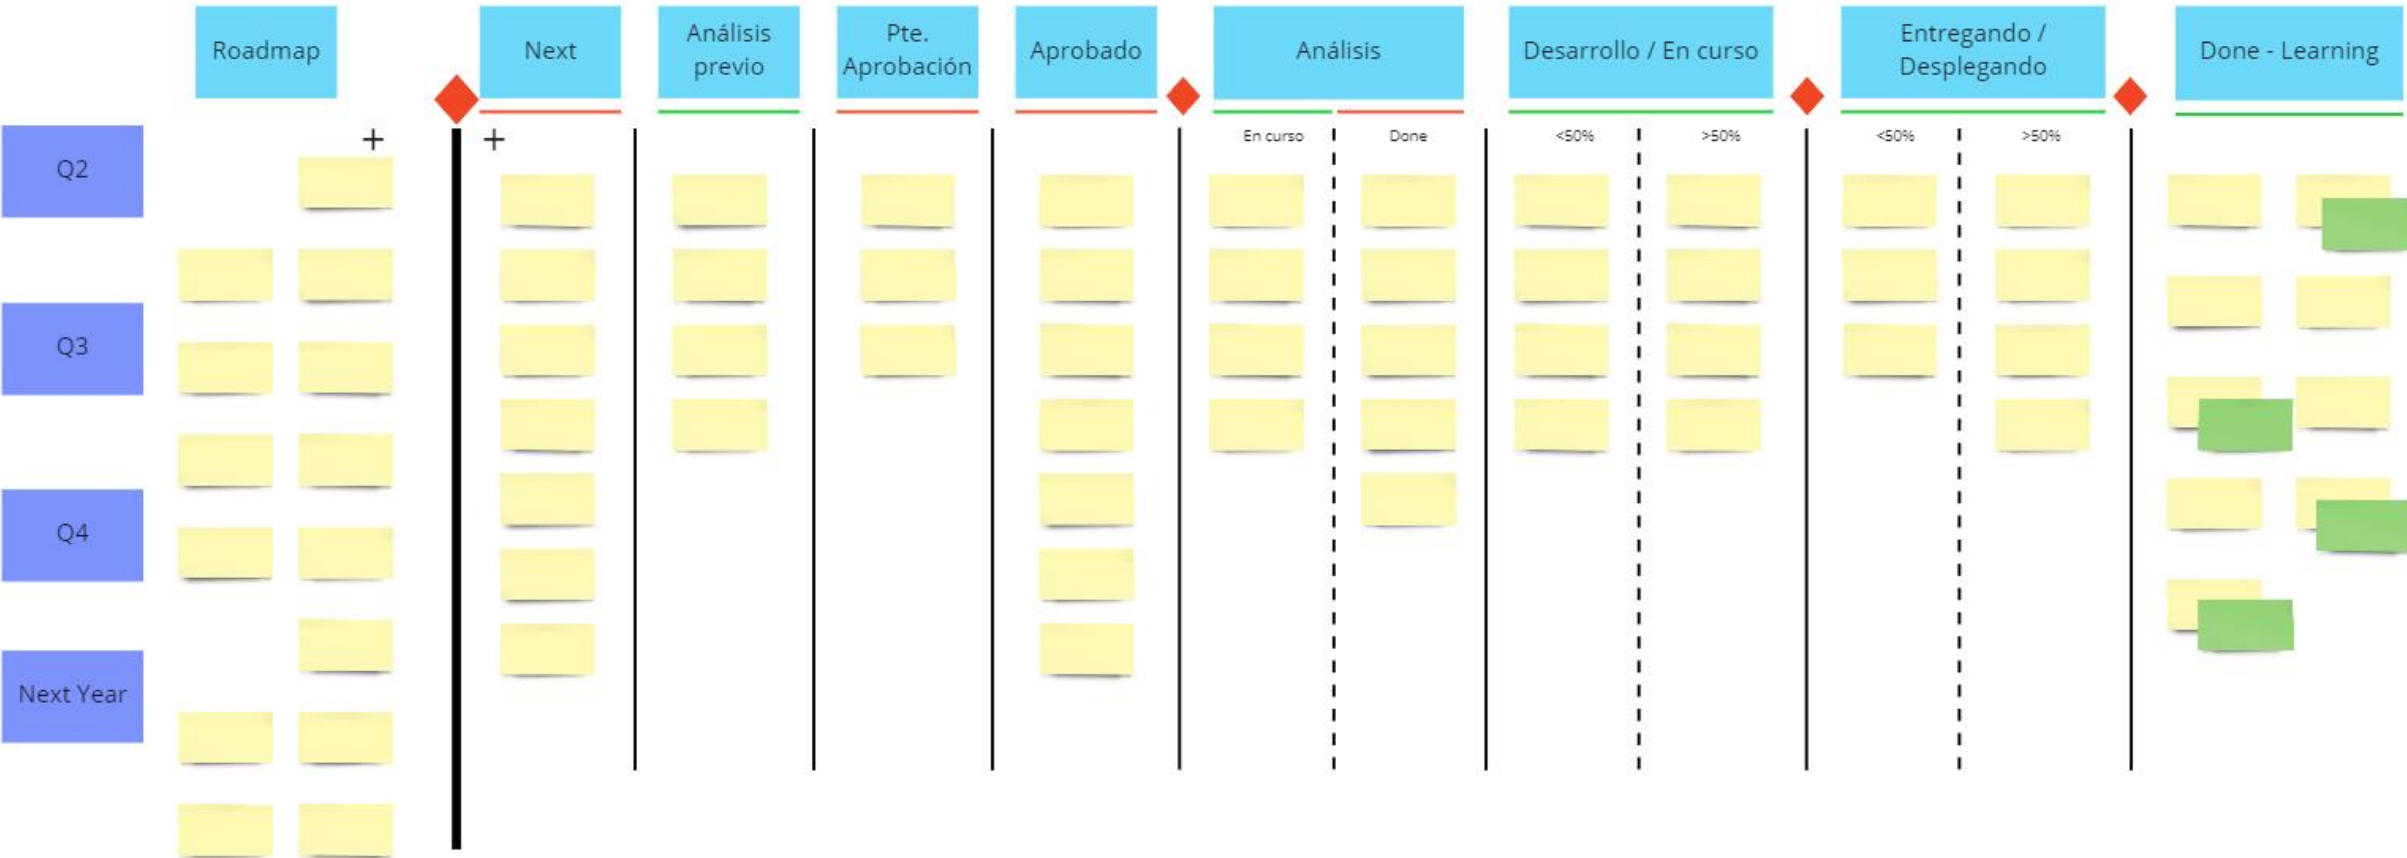 Roadmap
Next
Análisis
previo
Pte.
Aprobación
Aprobado
Análisis
Desarrollo / En curso
Entregando /
Desplegando
Done - Learning
+
+
En curso
Done
<50%
>50%
<50%
>50%
Q2
Q3
Q4
Next Year